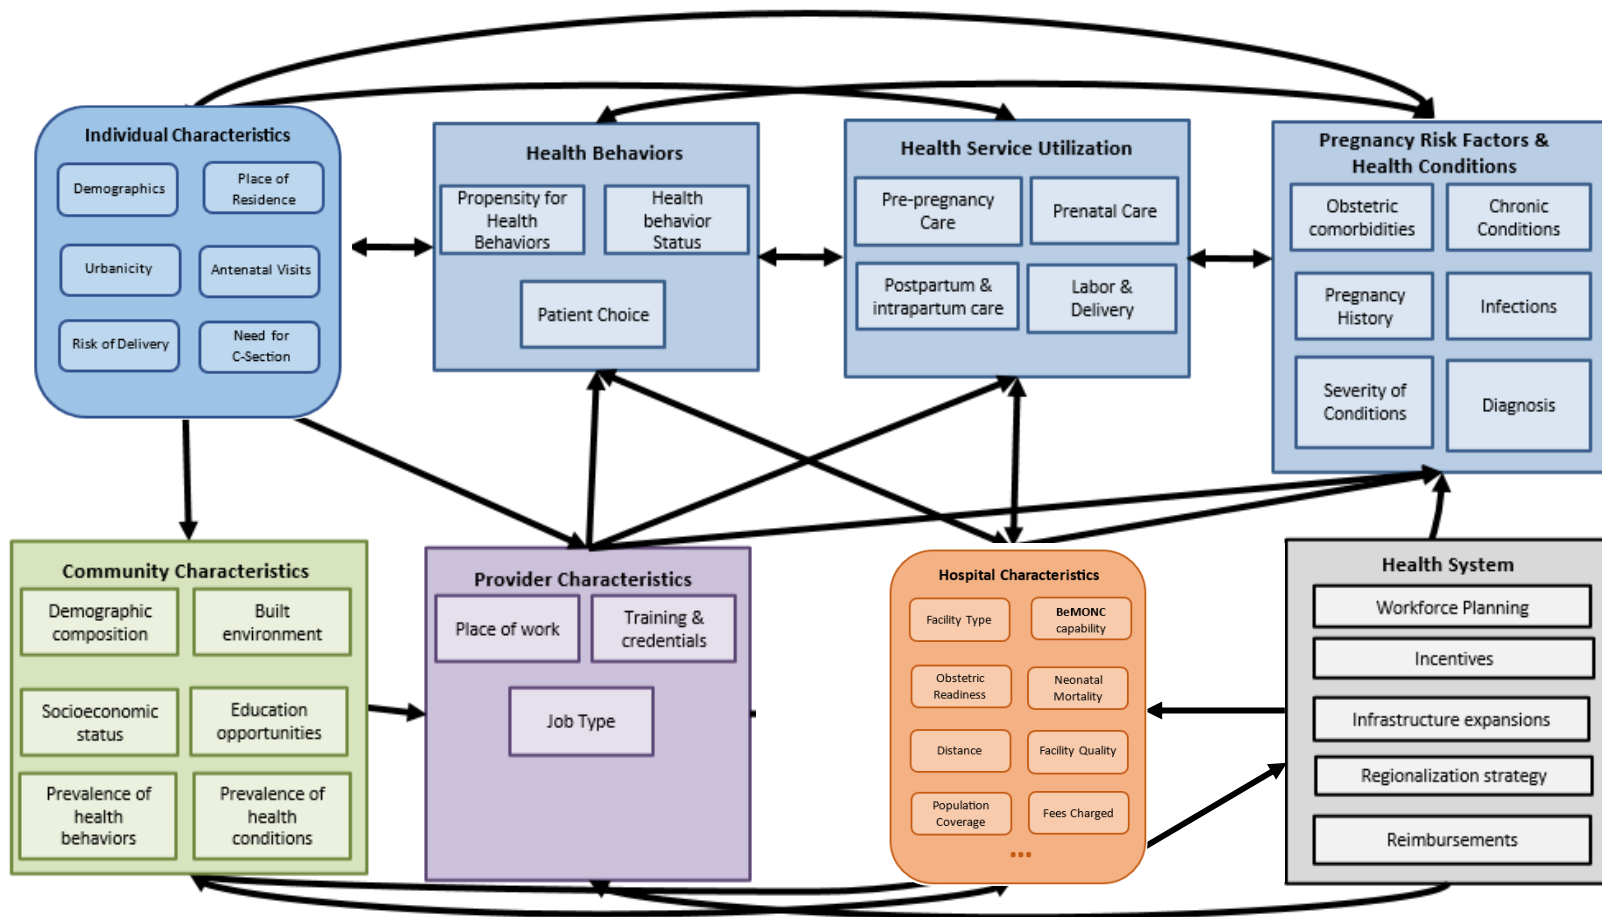 Individual Characteristics
Demographics
Place of
Residence
Urbanicity
Antenatal Visits
Risk of Delivery
Need for
C-Section
Health Behaviors
Propensity for
Health
Behaviors
Health
behavior
Status
Patient Choice
Health Service Utilization
Pre-pregnancy
Care
Prenatal Care
Postpartum &
intrapartum care
Labor &
Delivery
Pregnancy Risk Factors &
Health Conditions
Obstetric
comorbidities
Chronic
Conditions
Pregnancy
History
Infections
Severity of
Conditions
Diagnosis
Community Characteristics
Demographic
composition
Built
environment
Socioeconomic
status
Education
opportunities
Prevalence of
health
behaviors
Prevalence of
health
conditions
Provider Characteristics
Place of work
Training &
credentials
Job Type
Hospital Characteristics
Facility Type
BeMONC
capability
Obstetric
Readiness
Neonatal
Mortality
Distance
Facility Quality
Population
Coverage
Fees Charged
...
Health System
Workforce Planning
Incentives
Infrastructure expansions
Regionalization strategy
Reimbursements